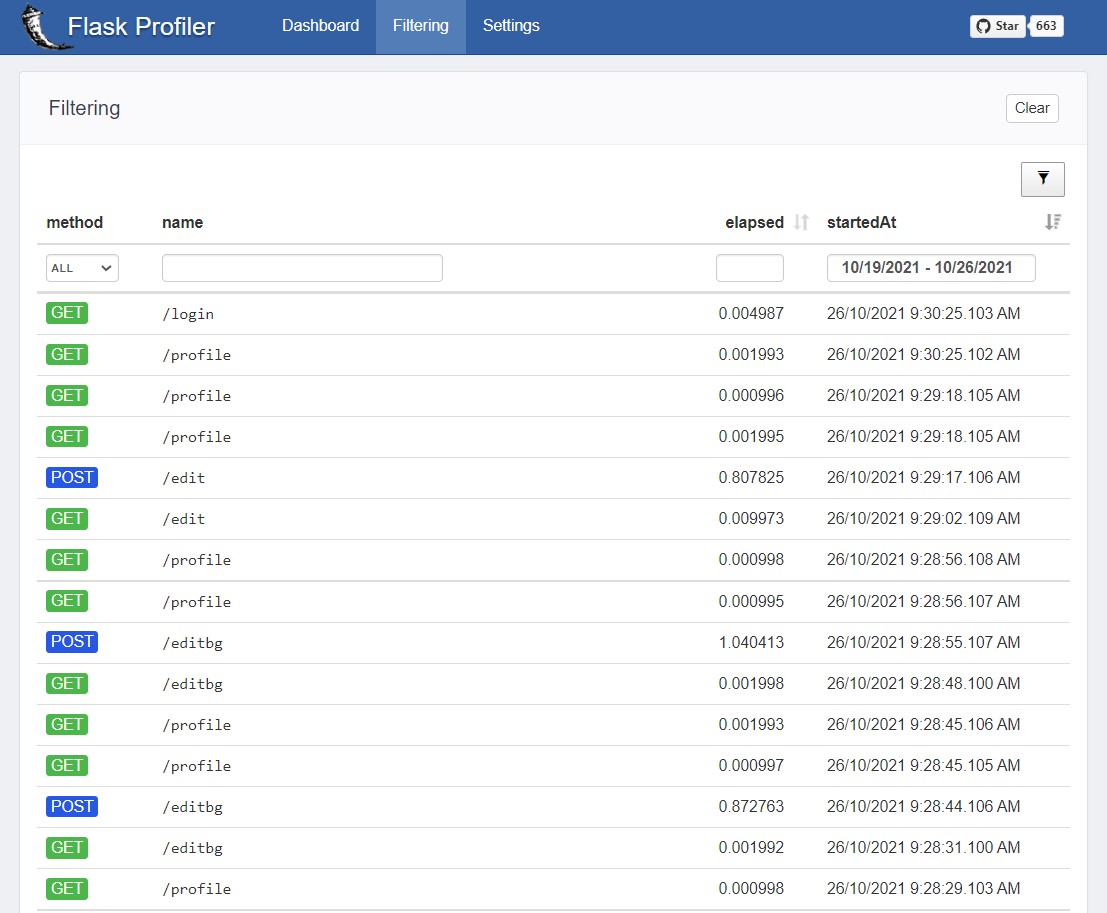 Flask Profiler Dashboard Filtering Settings Star 663
Filtering Clear
method name elapsed startedAt
ALL 10/19/2021 - 10/26/2021
GET /login 0.004987 26/10/2021 9:30:25.103 AM
GET /profile 0.001993 26/10/2021 9:30:25.102 AM
GET /profile 0.000996 26/10/2021 9:29:18.105 AM
GET /profile 0.001995 26/10/2021 9:29:18.105 AM
POST /edit 0.807825 26/10/2021 9:29:17.106 AM
GET /edit 0.009973 26/10/2021 9:29:02.109 AM
GET /profile 0.000998 26/10/2021 9:28:56.108 AM
GET /profile 0.000995 26/10/2021 9:28:56.107 AM
POST /editbg 1.040413 26/10/2021 9:28:55.107 AM
GET /editbg 0.001998 26/10/2021 9:28:48.100 AM
GET /profile 0.001993 26/10/2021 9:28:45.106 AM
GET /profile 0.000997 26/10/2021 9:28:45.105 AM
POST /editbg 0.872763 26/10/2021 9:28:44.106 AM
GET /editbg 0.001992 26/10/2021 9:28:31.100 AM
GET /profile 0.000998 26/10/2021 9:28:29.103 AM